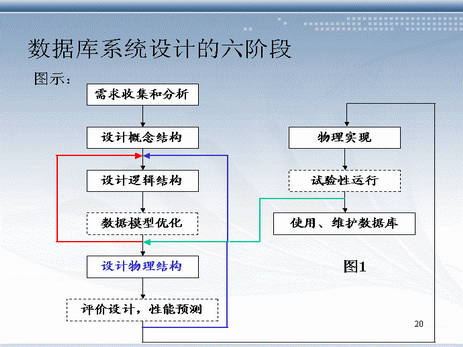 数据库系统设计的六阶段
图示：
需求收集和分析
设计概念结构
设计逻辑结构
数据模型优化
设计物理结构
评价设计，性能预测
物理实现
试验性运行
使用、维护数据库
图1
20